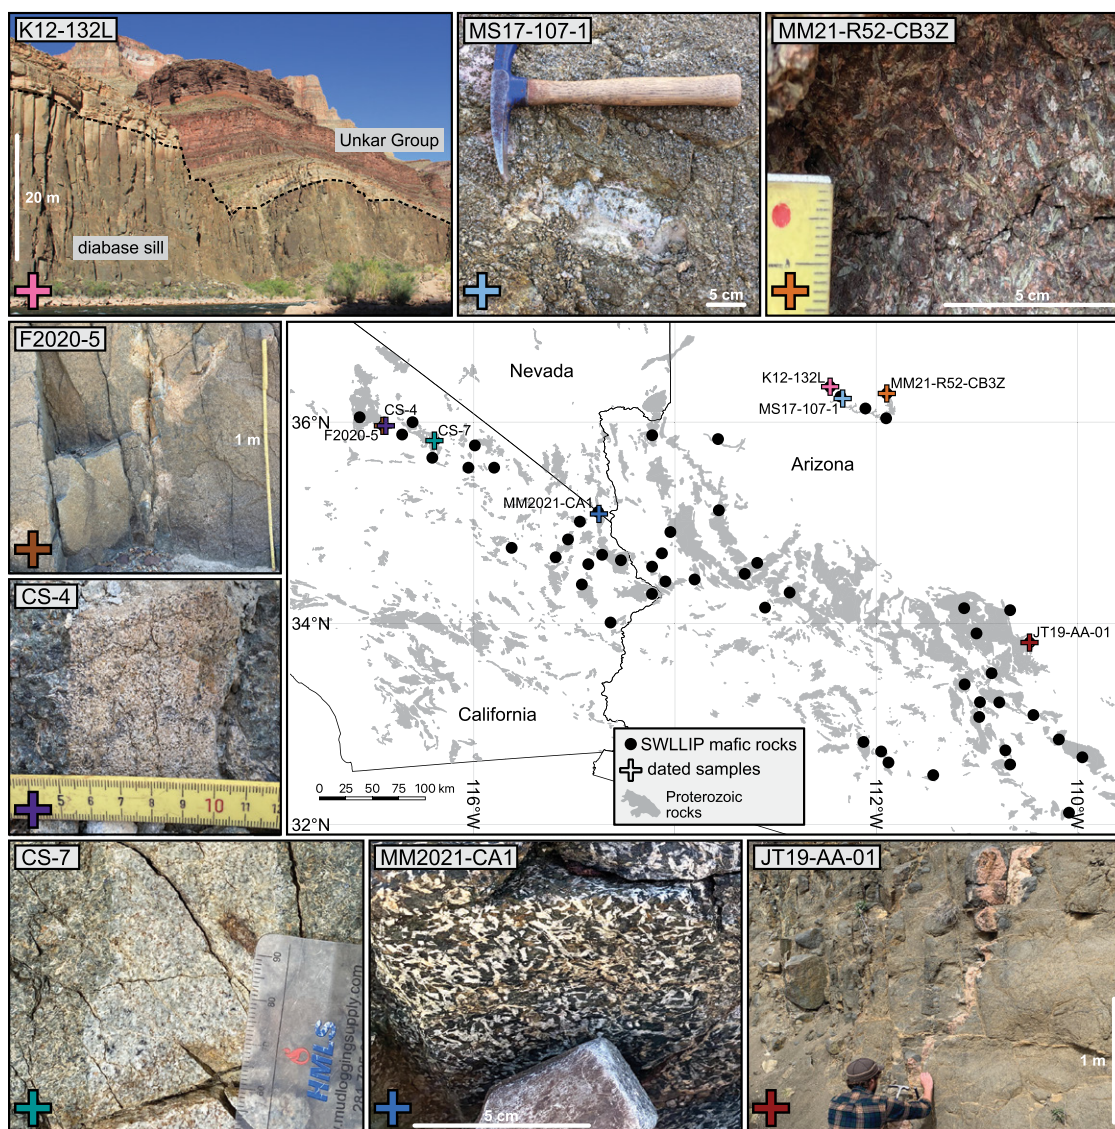 K12-132L
Unkar Group
20 m
diabase sill
MS17-107-1
5 cm
MM21-R52-CB3Z
5 cm
F2020-5
1 m
CS-4
5 6 7 8 9 10 11 12
Nevada
K12-132L
MM21-R52-CB3Z
MS17-107-1
CS-4
36°N
F2020-5
CS-7
Arizona
MM2021-CA1
34°N
JT19-AA-01
California
SWLLIP mafic rocks
dated samples
Proterozoic
rocks
0 25 50 75 100 km
116°W
112°W
110°W
32°N
CS-7
90
HMLS
.mudloggingsupply.com
MM2021-CA1
5 cm
JT19-AA-01
1 m